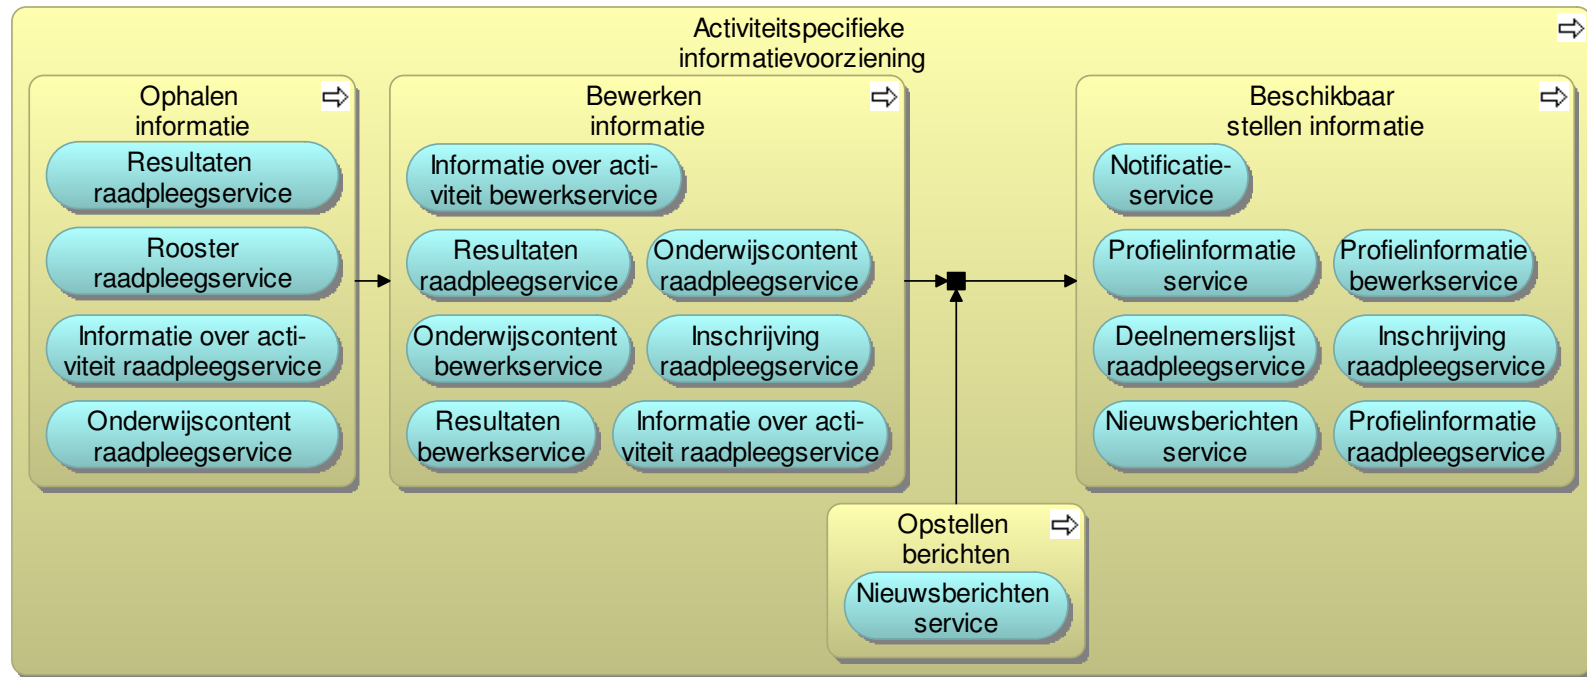 Activiteitspecifieke
informatievoorziening
Ophalen
informatie
Resultaten
raadpleegservice
Rooster
raadpleegservice
Informatie over acti-
viteit raadpleegservice
Onderwijscontent
raadpleegservice
Bewerken
informatie
Informatie over acti-
viteit bewerkservice
Resultaten
raadpleegservice
Onderwijscontent
raadpleegservice
Onderwijscontent
bewerkservice
Inschrijving
raadpleegservice
Resultaten
bewerkservice
Informatie over acti-
viteit raadpleegservice
Opstellen
berichten
Nieuwsberichten
service
Beschikbaar
stellen informatie
Notificatie-
service
Profielinformatie
service
Profielinformatie
bewerkservice
Deelnemerslijst
raadpleegservice
Inschrijving
raadpleegservice
Nieuwsberichten
service
Profielinformatie
raadpleegservice